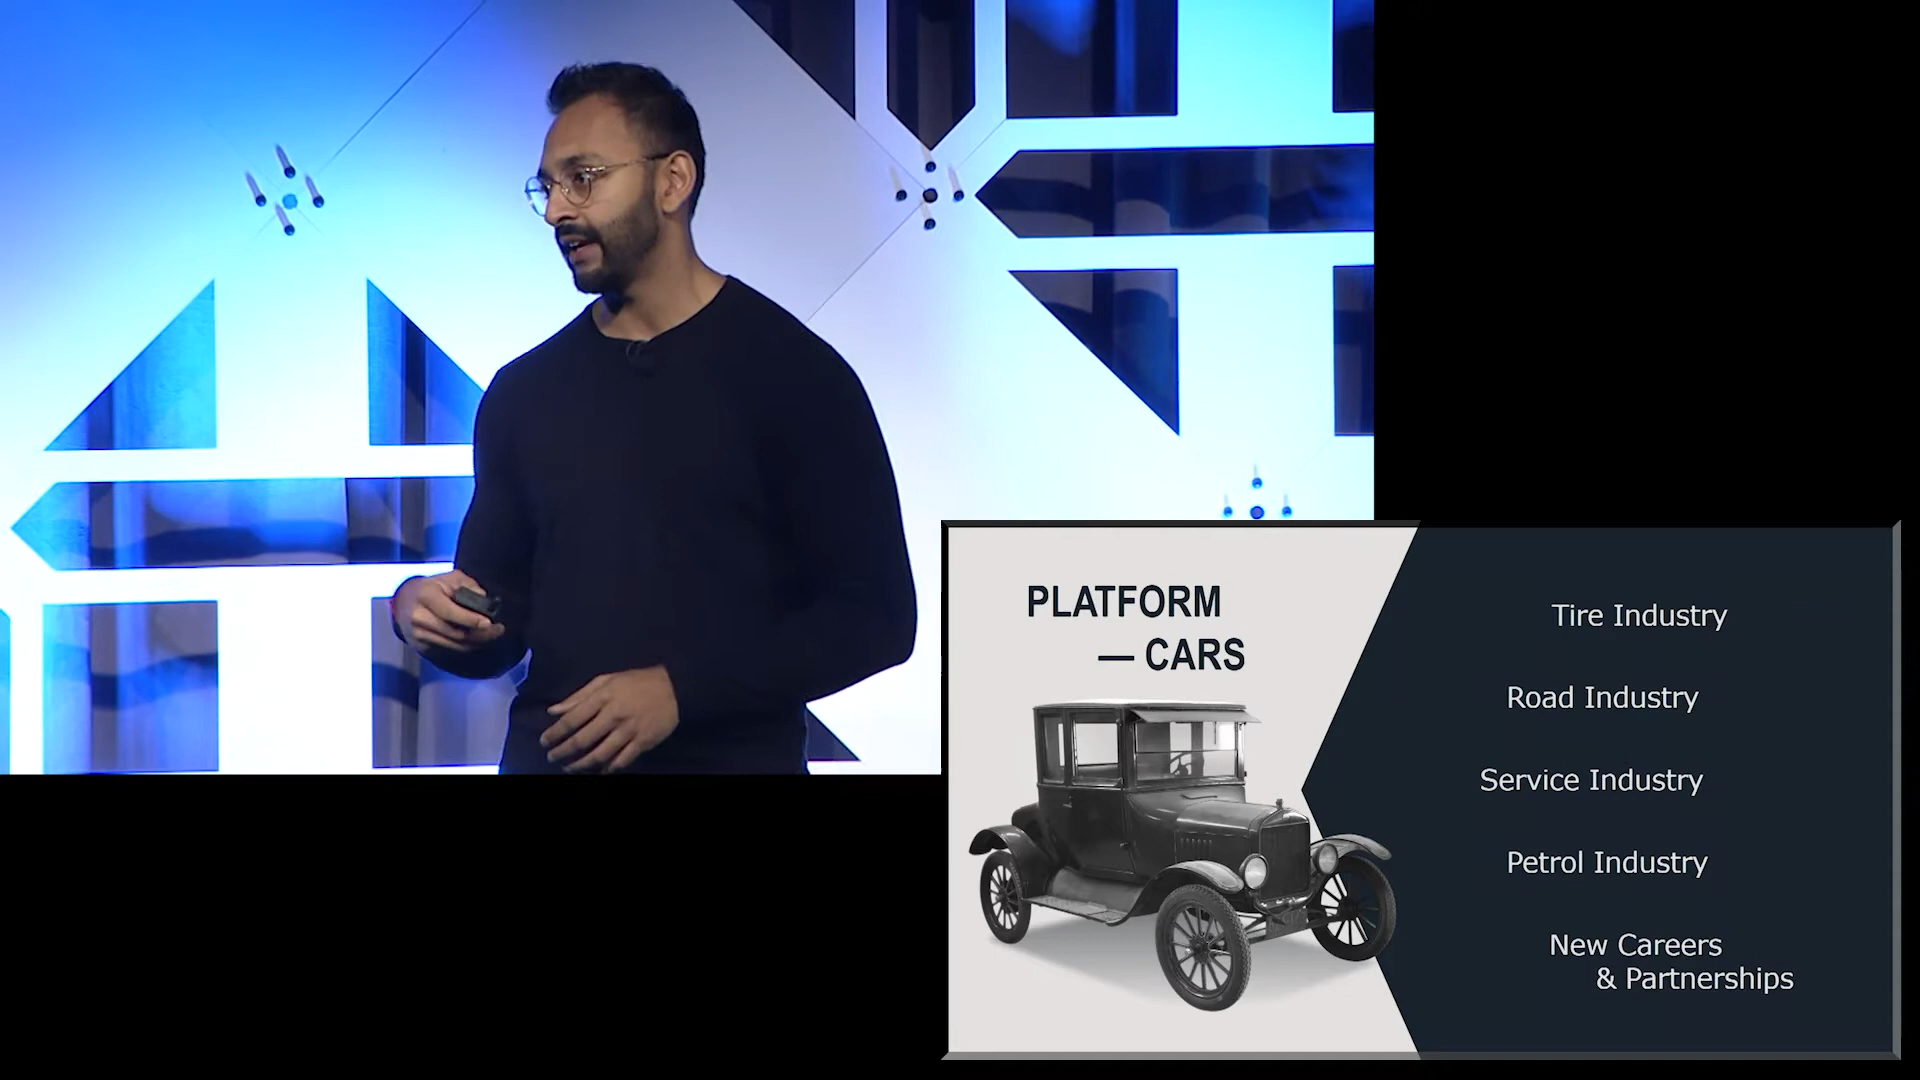 PLATFORM
— CARS
Tire Industry
Road Industry
Service Industry
Petrol Industry
New Careers
& Partnerships